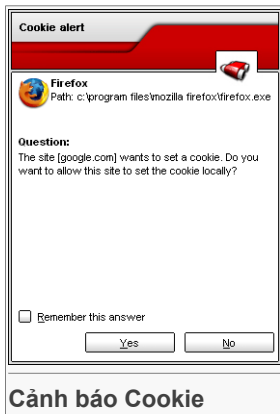 Cookie alert
Firefox
Path: c:\program files\mozilla firefox\firefox.exe
Question:
The site [google.com] wants to set a cookie. Do you
want to allow this site to set the cookie locally?
Remember this answer
Yes No
Cảnh báo Cookie